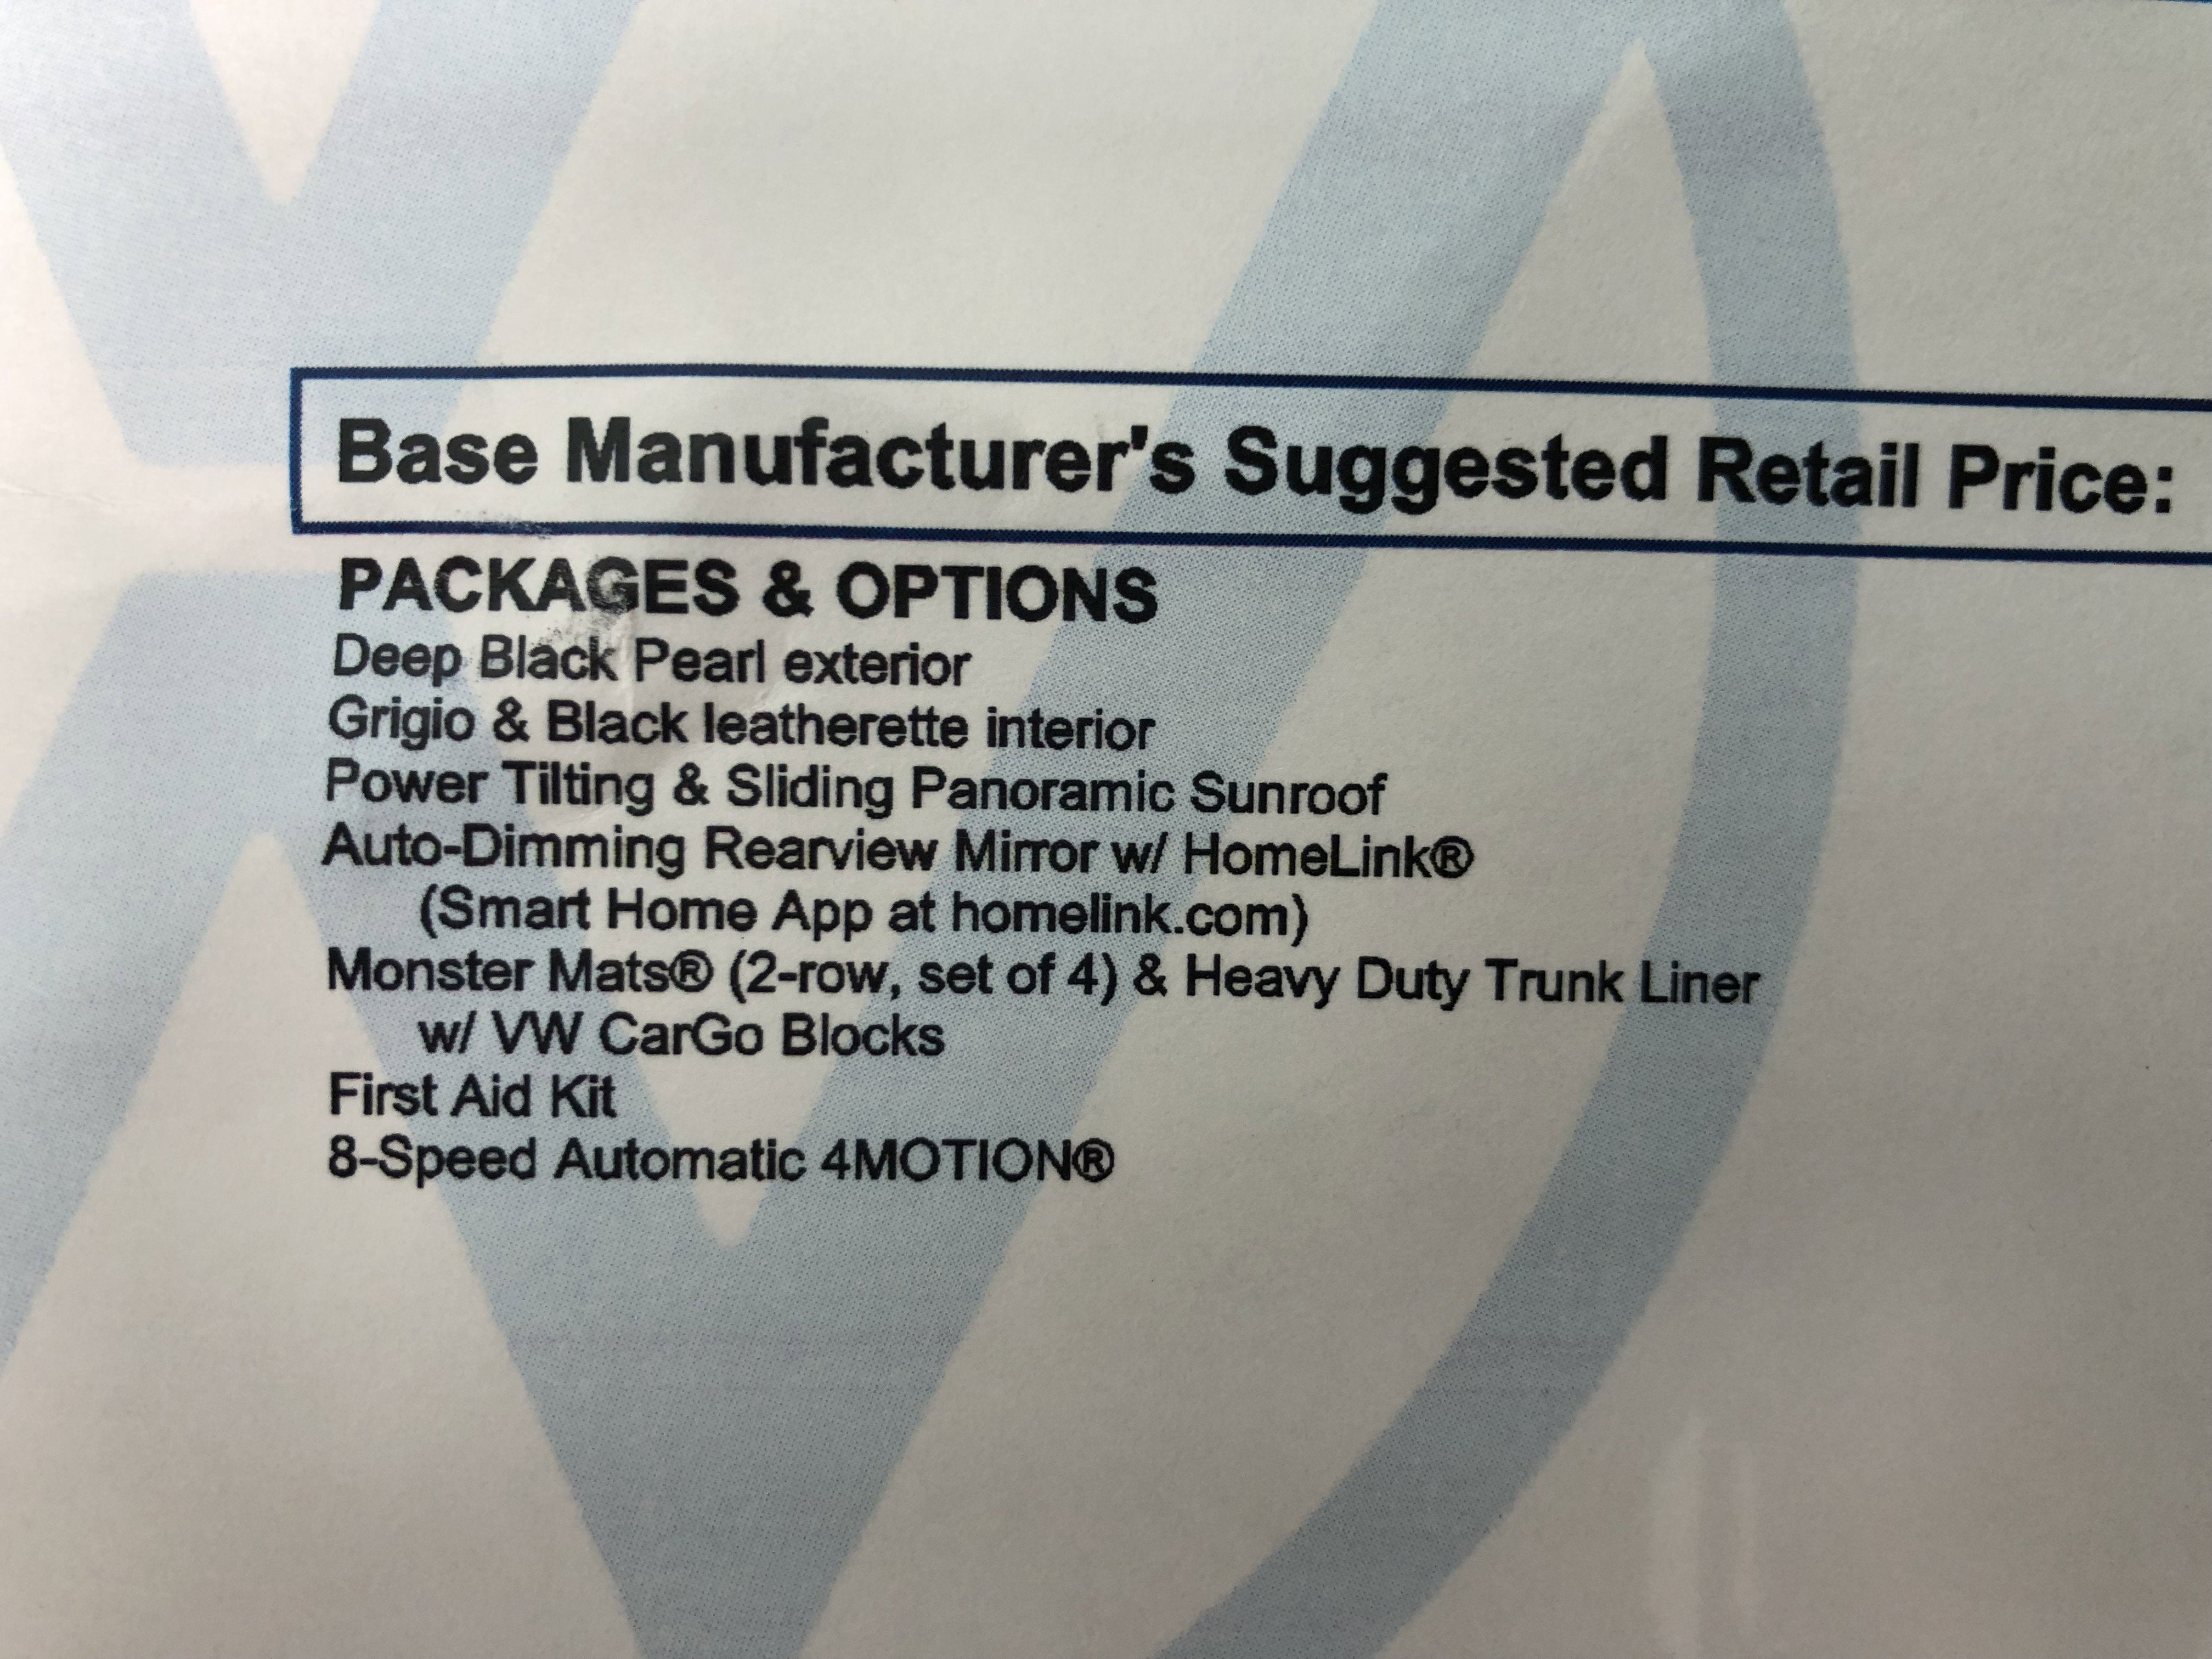 Base Manufacturer's Suggested Retail Price:
PACKAGES & OPTIONS
Deep Black Pearl exterior
Grigio & Black leatherette interior
Power Tilting & Sliding Panoramic Sunroof
Auto-Dimming Rearview Mirror w/ HomeLink®
(Smart Home App at homelink.com)
Monster Mats® (2-row, set of 4) & Heavy Duty Trunk Liner
w/ VW CarGo Blocks
First Aid Kit
8-Speed Automatic 4MOTION®